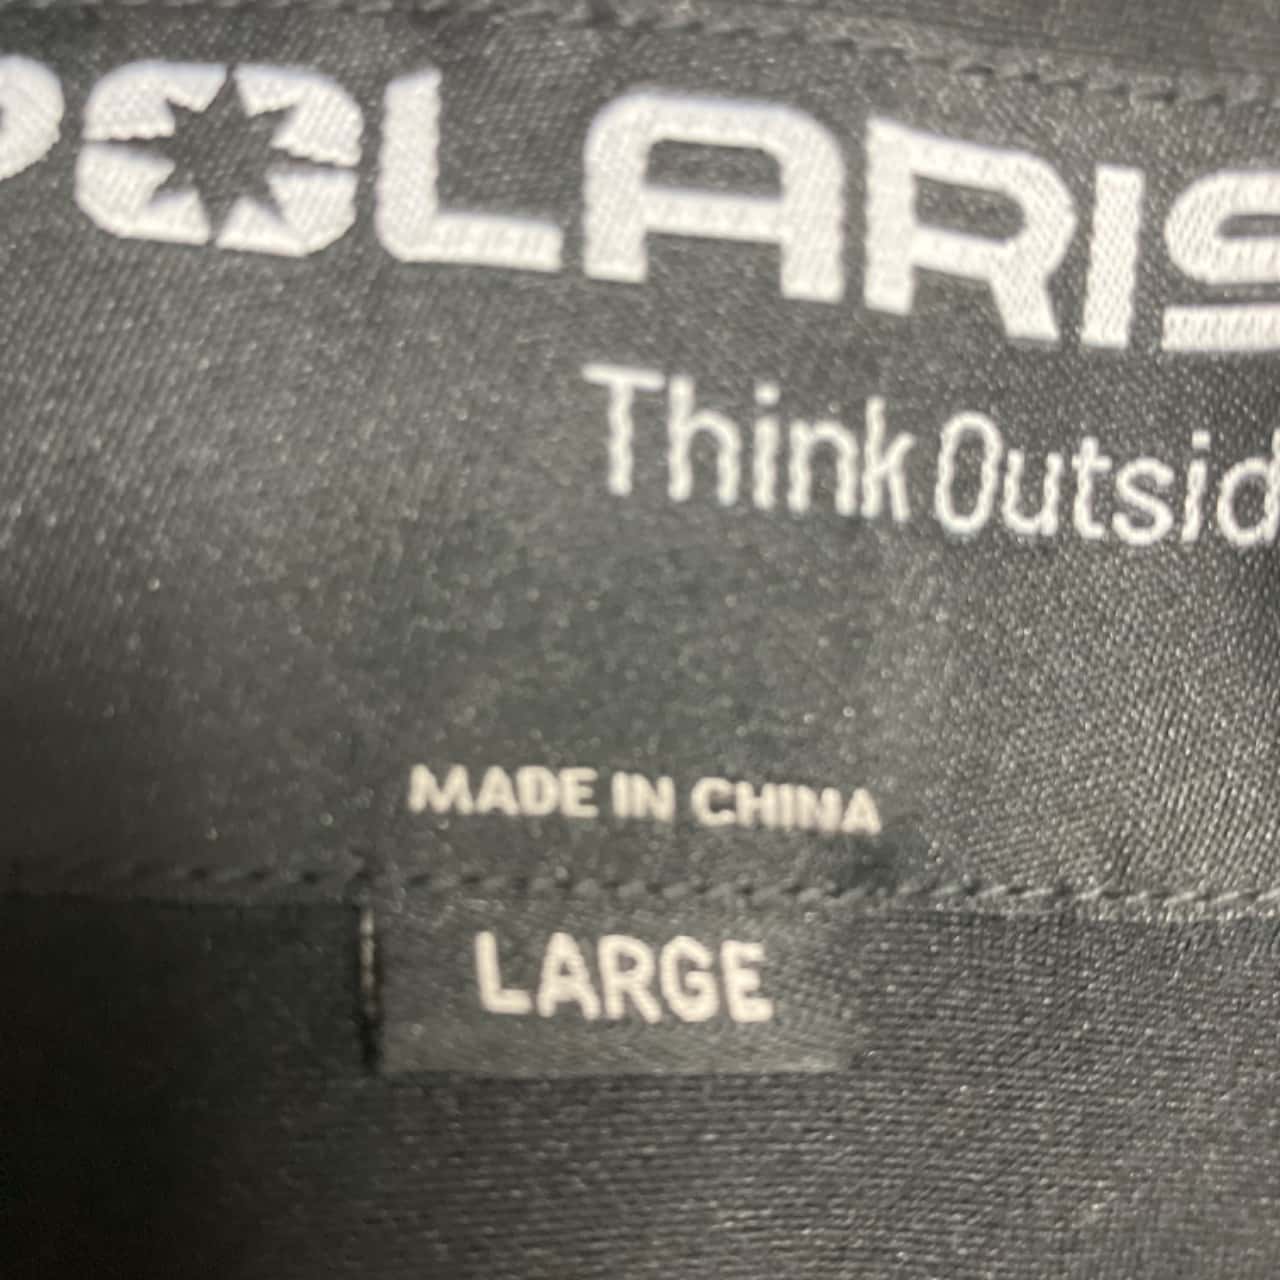 POLARIS
Think Outsid
MADE IN CHINA
LARGE